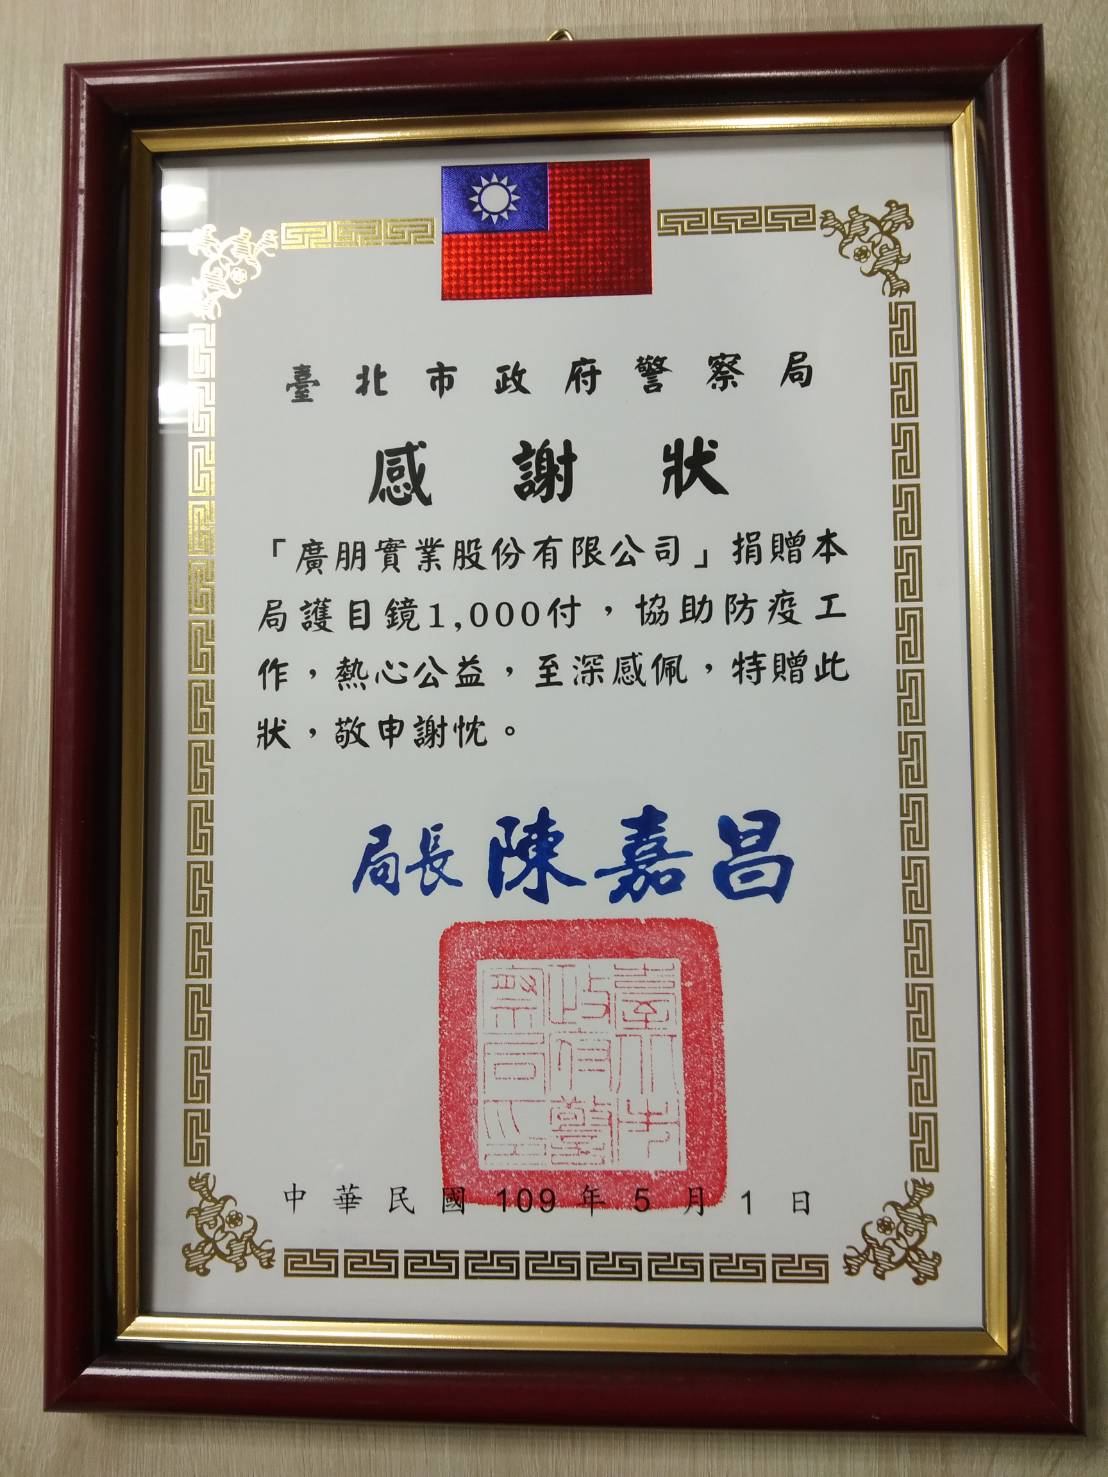 臺北市政府警察局
感謝狀
「廣朋實業股份有限公司」捐贈本
局護目鏡1,000付，協助防疫工
作，熱心公益，至深感佩，特贈此
狀，敬申謝忱。
局長 陳嘉昌
臺北市政府警察局印
中華民國109年5月1日